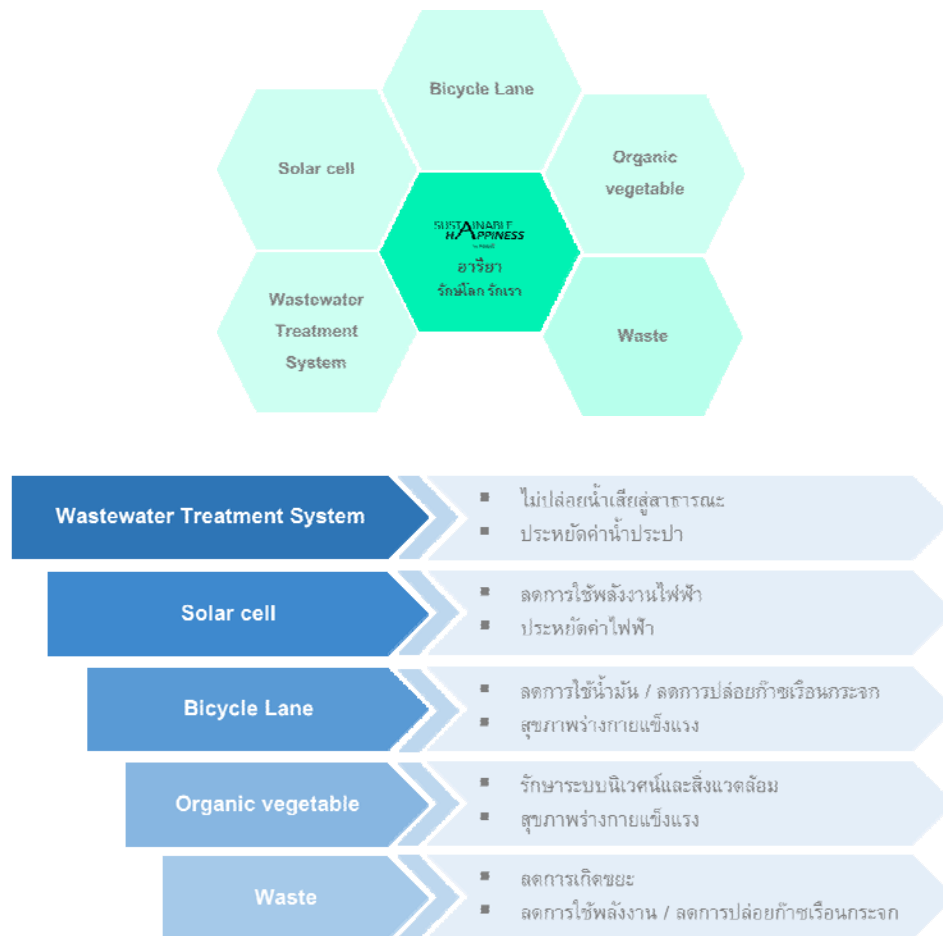 Bicycle Lane
Solar cell
Organic
vegetable
SUSTAINABLE
HAPPINESS
อารียา
รักษ์โลก รักเรา
Wastewater
Treatment
System
Waste
Wastewater Treatment System
▪ ไม่ปล่อยน้ำเสียสู่สาธารณะ
▪ ประหยัดค่าน้ำประปา
Solar cell
▪ ลดการใช้พลังงานไฟฟ้า
▪ ประหยัดค่าไฟฟ้า
Bicycle Lane
▪ ลดการใช้น้ำมัน / ลดการปล่อยก๊าซเรือนกระจก
▪ สุขภาพร่างกายแข็งแรง
Organic vegetable
▪ รักษาระบบนิเวศน์และสิ่งแวดล้อม
▪ สุขภาพร่างกายแข็งแรง
Waste
▪ ลดการเกิดขยะ
▪ ลดการใช้พลังงาน / ลดการปล่อยก๊าซเรือนกระจก